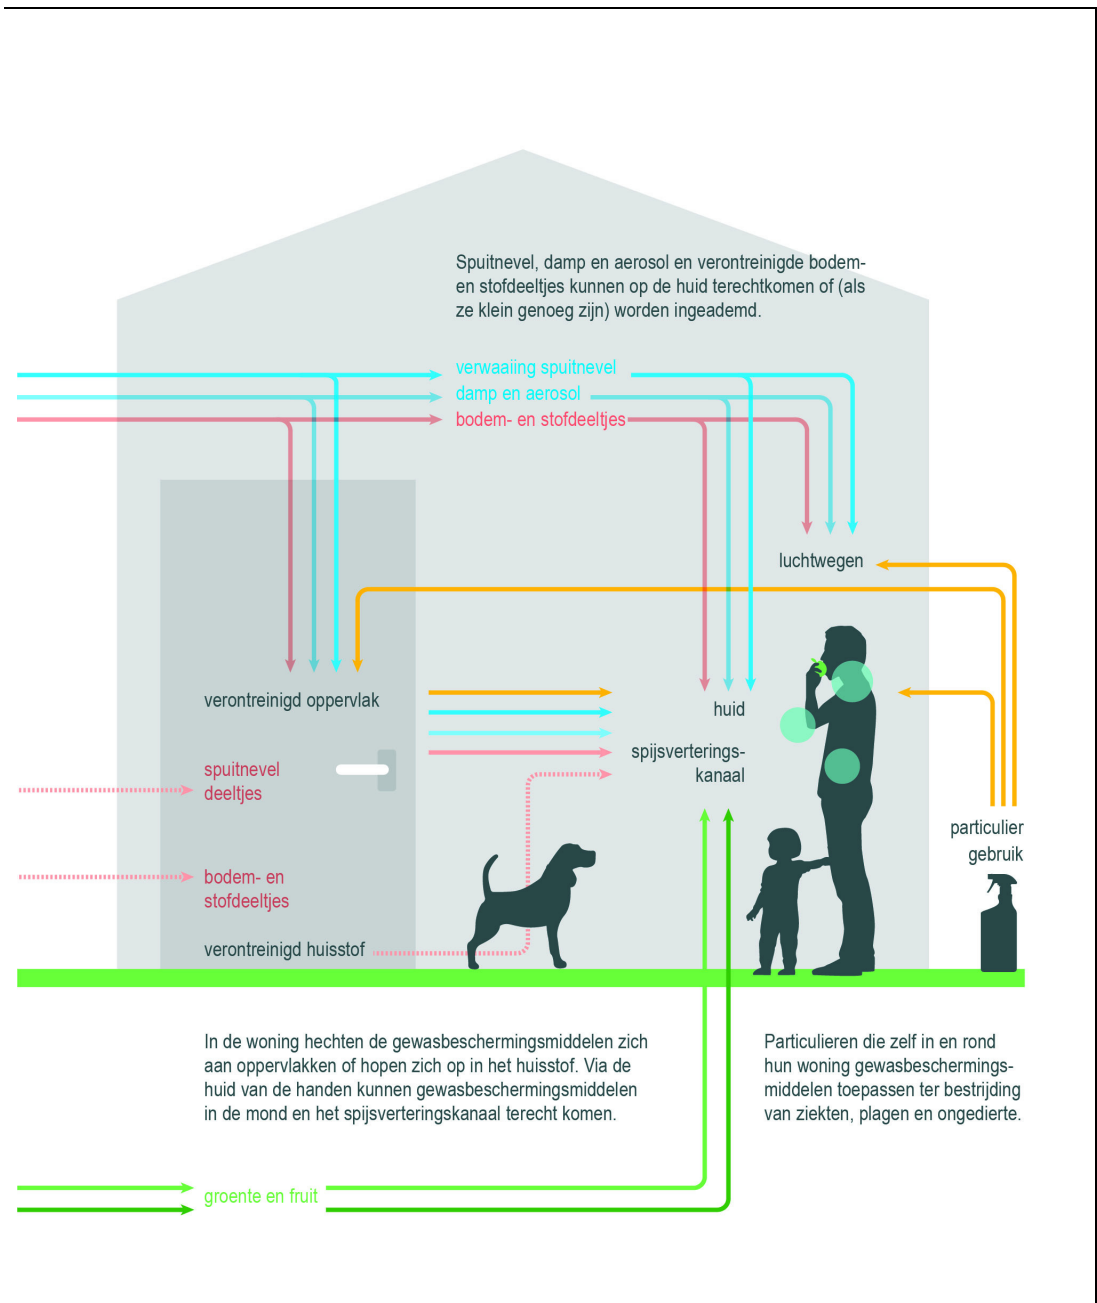 Spuitnevel, damp en aerosol en verontreinigde bodem-
en stofdeeltjes kunnen op de huid terechtkomen of (als
ze klein genoeg zijn) worden ingeademd.
verwaaiing spuitnevel
damp en aerosol
bodem- en stofdeeltjes
luchtwegen
verontreinigd oppervlak
huid
spijsverterings-
kanaal
spuitnevel
deeltjes
particulier
gebruik
bodem- en
stofdeeltjes
verontreinigd huisstof
In de woning hechten de gewasbeschermingsmiddelen zich
aan oppervlakken of hopen zich op in het huisstof. Via de
huid van de handen kunnen gewasbeschermingsmiddelen
in de mond en het spijsverteringskanaal terecht komen.
Particulieren die zelf in en rond
hun woning gewasbeschermings-
middelen toepassen ter bestrijding
van ziekten, plagen en ongedierte.
groente en fruit